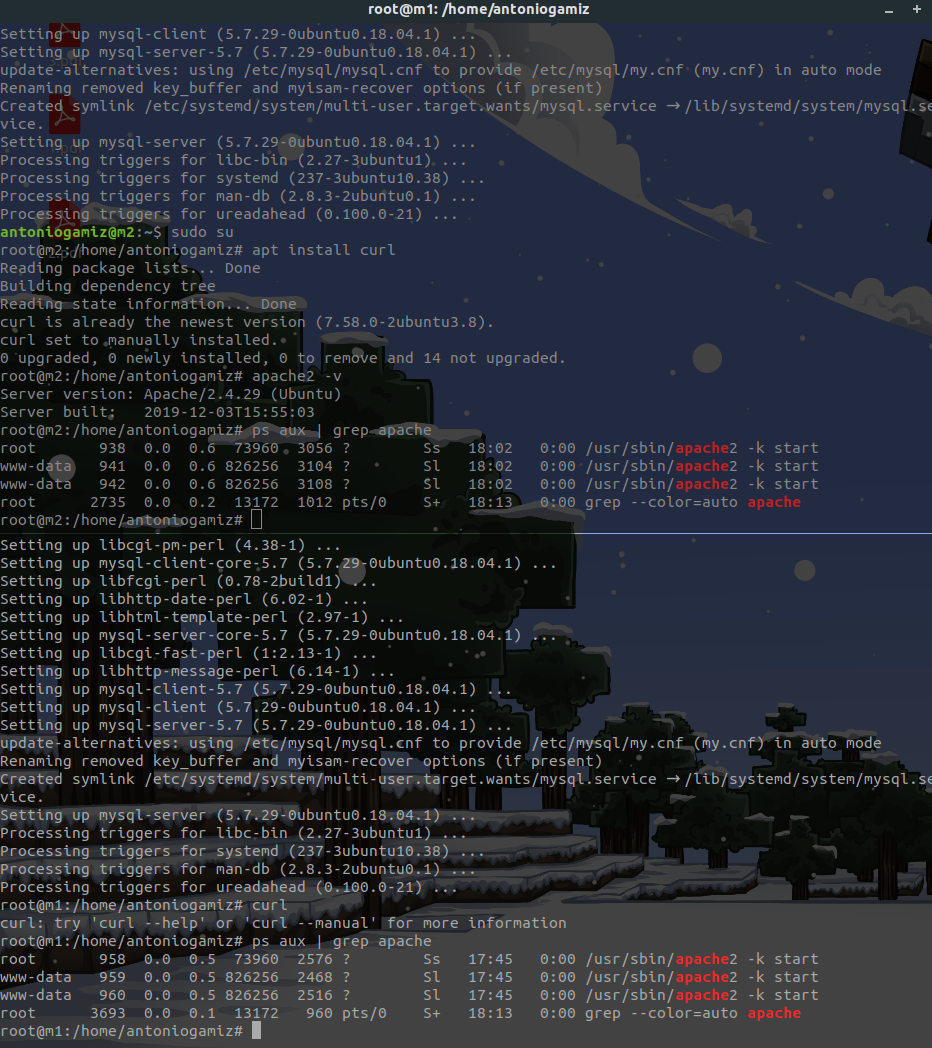 root@m1: /home/antoniogamiz
Setting up mysql-client (5.7.29-0ubuntu0.18.04.1) ...
Setting up mysql-server-5.7 (5.7.29-0ubuntu0.18.04.1) ...
update-alternatives: using /etc/mysql/mysql.cnf to provide /etc/mysql/my.cnf (my.cnf) in auto mode
Renaming removed key_buffer and myisam-recover options (if present)
Created symlink /etc/systemd/system/multi-user.target.wants/mysql.service → /lib/systemd/system/mysql.se
vice.
Setting up mysql-server (5.7.29-0ubuntu0.18.04.1) ...
Processing triggers for libc-bin (2.27-3ubuntu1) ...
Processing triggers for systemd (237-3ubuntu10.38) ...
Processing triggers for man-db (2.8.3-2ubuntu0.1) ...
Processing triggers for ureadahead (0.100.0-21) ...
antoniogamiz@m2:~$ sudo su
root@m2:/home/antoniogamiz# apt install curl
Reading package lists... Done
Building dependency tree
Reading state information... Done
curl is already the newest version (7.58.0-2ubuntu3.8).
curl set to manually installed.
0 upgraded, 0 newly installed, 0 to remove and 14 not upgraded.
root@m2:/home/antoniogamiz# apache2 -v
Server version: Apache/2.4.29 (Ubuntu)
Server built:   2019-12-03T15:55:03
root@m2:/home/antoniogamiz# ps aux | grep apache
root       938  0.0  0.6  73960  3056 ?        Ss   18:02   0:00 /usr/sbin/apache2 -k start
www-data   941  0.0  0.6 826256  3104 ?        Sl   18:02   0:00 /usr/sbin/apache2 -k start
www-data   942  0.0  0.6 826256  3108 ?        Sl   18:02   0:00 /usr/sbin/apache2 -k start
root      2735  0.0  0.2  13172  1012 pts/0    S+   18:13   0:00 grep --color=auto apache
root@m2:/home/antoniogamiz#
Setting up libcgi-pm-perl (4.38-1) ...
Setting up mysql-client-core-5.7 (5.7.29-0ubuntu0.18.04.1) ...
Setting up libfcgi-perl (0.78-2build1) ...
Setting up libhttp-date-perl (6.02-1) ...
Setting up libhtml-template-perl (2.97-1) ...
Setting up mysql-server-core-5.7 (5.7.29-0ubuntu0.18.04.1) ...
Setting up libcgi-fast-perl (1:2.13-1) ...
Setting up libhttp-message-perl (6.14-1) ...
Setting up mysql-client-5.7 (5.7.29-0ubuntu0.18.04.1) ...
Setting up mysql-client (5.7.29-0ubuntu0.18.04.1) ...
Setting up mysql-server-5.7 (5.7.29-0ubuntu0.18.04.1) ...
update-alternatives: using /etc/mysql/mysql.cnf to provide /etc/mysql/my.cnf (my.cnf) in auto mode
Renaming removed key_buffer and myisam-recover options (if present)
Created symlink /etc/systemd/system/multi-user.target.wants/mysql.service → /lib/systemd/system/mysql.se
vice.
Setting up mysql-server (5.7.29-0ubuntu0.18.04.1) ...
Processing triggers for libc-bin (2.27-3ubuntu1) ...
Processing triggers for systemd (237-3ubuntu10.38) ...
Processing triggers for man-db (2.8.3-2ubuntu0.1) ...
Processing triggers for ureadahead (0.100.0-21) ...
root@m1:/home/antoniogamiz# curl
curl: try 'curl --help' or 'curl --manual' for more information
root@m1:/home/antoniogamiz# ps aux | grep apache
root       958  0.0  0.5  73960  2576 ?        Ss   17:45   0:00 /usr/sbin/apache2 -k start
www-data   959  0.0  0.5 826256  2468 ?        Sl   17:45   0:00 /usr/sbin/apache2 -k start
www-data   960  0.0  0.5 826256  2516 ?        Sl   17:45   0:00 /usr/sbin/apache2 -k start
root      3693  0.0  0.1  13172   960 pts/0    S+   18:13   0:00 grep --color=auto apache
root@m1:/home/antoniogamiz#